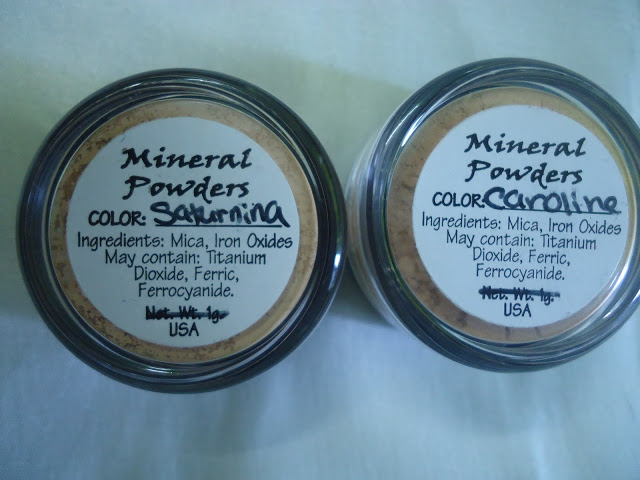 Mineral
Powders
COLOR: Saturnina
Ingredients: Mica, Iron Oxides
May contain: Titanium
Dioxide, Ferric,
Ferrocyanide.
Net. Wt. 1g.
USA
Mineral
Powders
COLOR: Caroline
Ingredients: Mica, Iron Oxides
May contain: Titanium
Dioxide, Ferric,
Ferrocyanide.
Net. Wt. 1g.
USA